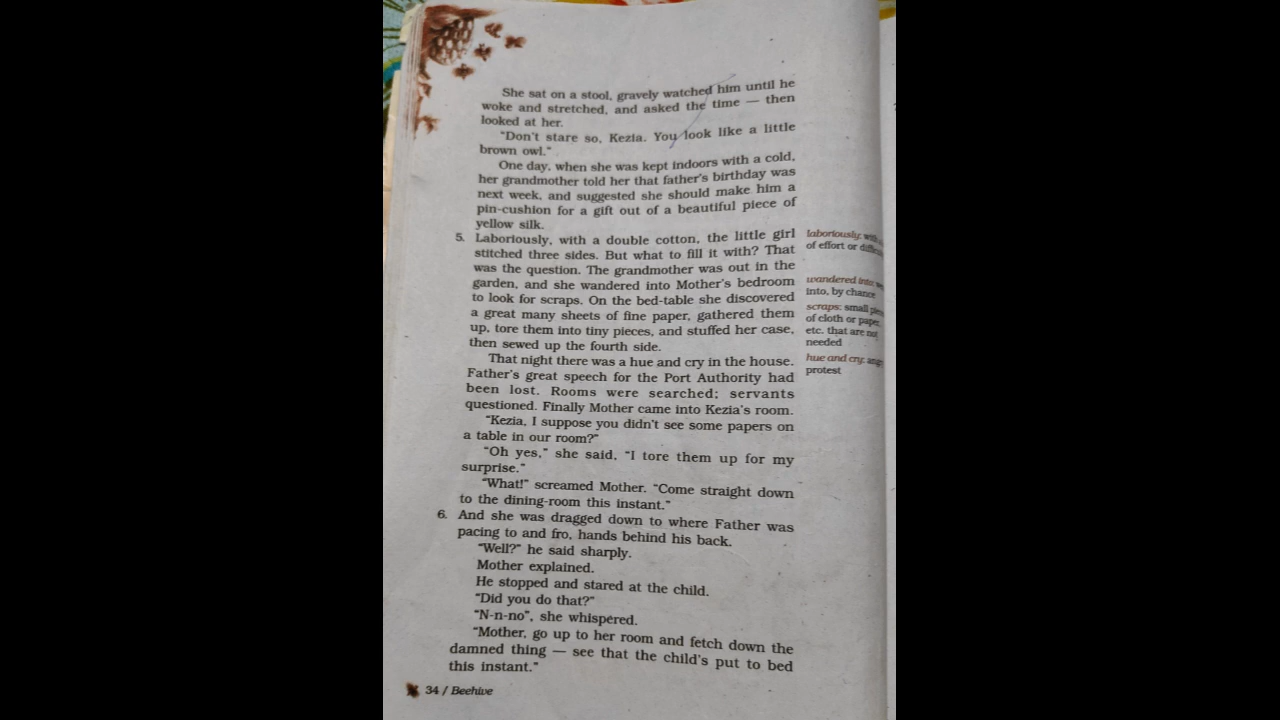 She sat on a stool, gravely watched him until he
woke and stretched, and asked the time — then
looked at her.
"Don't stare so, Kezia. You look like a little
brown owl."
One day, when she was kept indoors with a cold,
her grandmother told her that father's birthday was
next week, and suggested she should make him a
pin-cushion for a gift out of a beautiful piece of
yellow silk.
5. Laboriously, with a double cotton, the little girl
stitched three sides. But what to fill it with? That
was the question. The grandmother was out in the
garden, and she wandered into Mother's bedroom
to look for scraps. On the bed-table she discovered
a great many sheets of fine paper, gathered them
up, tore them into tiny pieces, and stuffed her case,
then sewed up the fourth side.
That night there was a hue and cry in the house.
Father's great speech for the Port Authority had
been lost. Rooms were searched; servants
questioned. Finally Mother came into Kezia's room.
"Kezia, I suppose you didn't see some papers on
a table in our room?"
"Oh yes," she said, "I tore them up for my
surprise."
"What!" screamed Mother. "Come straight down
to the dining-room this instant."
6. And she was dragged down to where Father was
pacing to and fro, hands behind his back.
"Well?" he said sharply.
Mother explained.
He stopped and stared at the child.
"Did you do that?"
"N-n-no", she whispered.
"Mother, go up to her room and fetch down the
damned thing — see that the child's put to bed
this instant."
34 / Beehive
laboriously: with
of effort or
wandered into:
into, by chance
scraps: small
of cloth or paper,
etc. that are not
needed
hue and cry:
protest